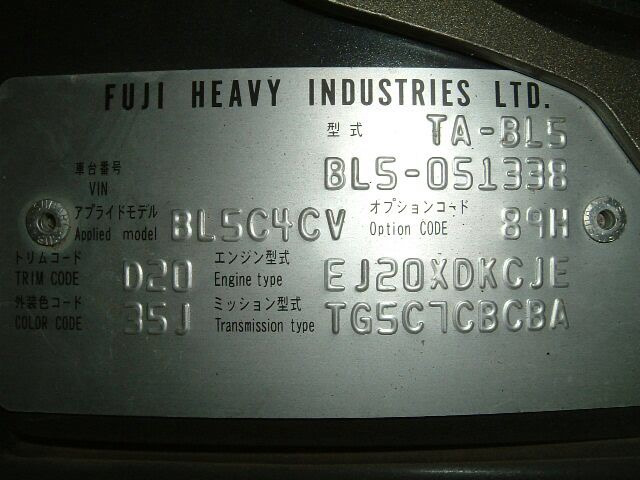 FUJI HEAVY INDUSTRIES LTD.
型式 TA-BL5
車台番号 VIN BL5-051338
アプライドモデル Applied model BL5C4CV オプションコード Option CODE 89H
トリムコード TRIM CODE D20 エンジン型式 Engine type EJ20XDKCJE
外装色コード COLOR CODE 35J ミッション型式 Transmission type TG5C7CBCBA